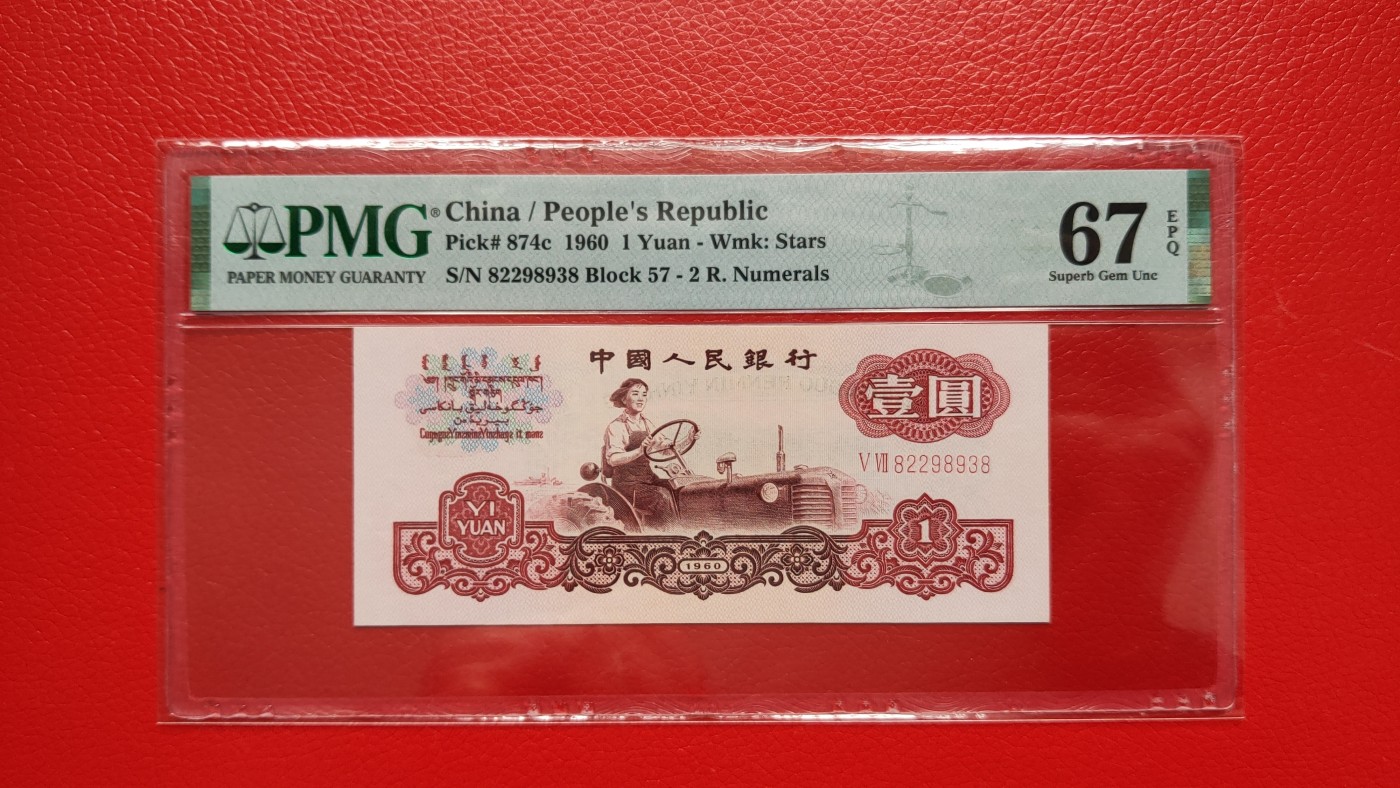 PMG®
PAPER MONEY GUARANTY
China / People's Republic
Pick# 874c 1960 1 Yuan - Wmk: Stars
S/N 82298938 Block 57 - 2 R. Numerals
67
EPQ
Superb Gem Unc
中國人民銀行
壹圓
V VII 82298938
YI
YUAN
1960
1